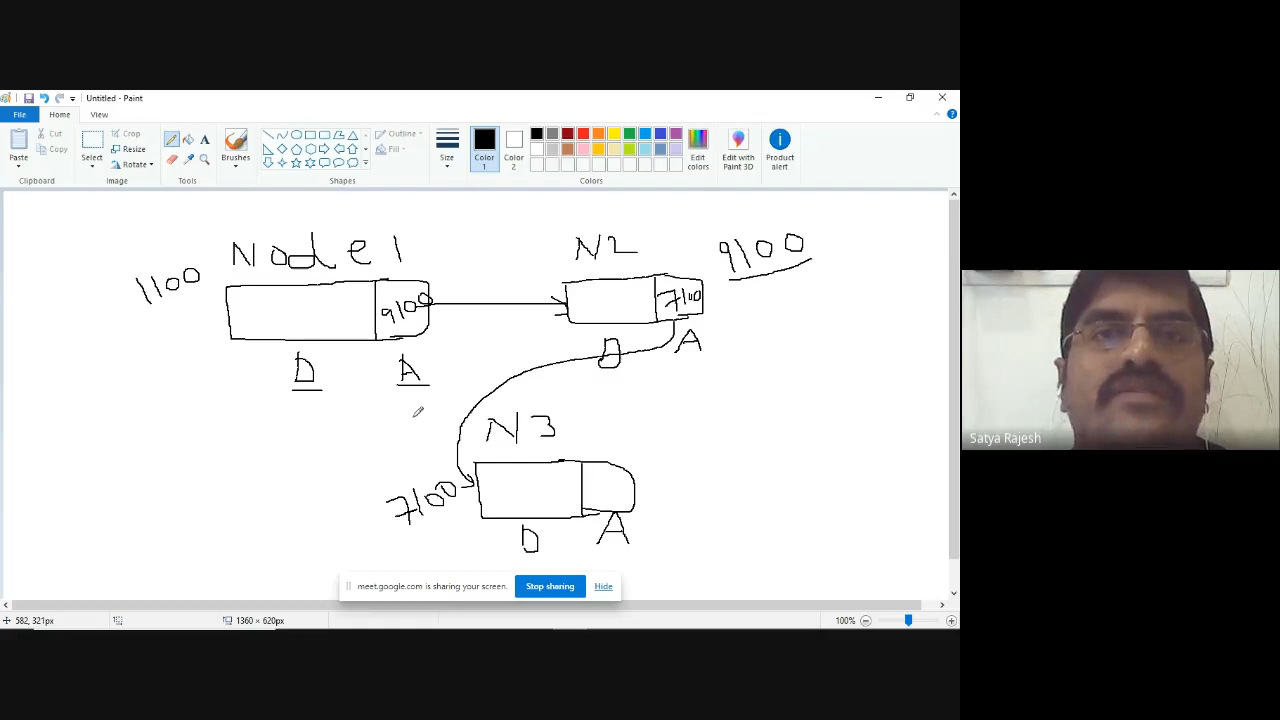 Untitled - Paint
File Home View
Paste
Cut
Copy
Clipboard
Select
Crop
Resize
Rotate
Image
Tools
Brushes
Shapes
Outline
Fill
Size
Color 1
Color 2
Colors
Edit colors
Edit with Paint 3D
Product alert
1100
Node 1
9100
D A
N2
9100
7100
D A
N3
7100
D A
Satya Rajesh
meet.google.com is sharing your screen. Stop sharing Hide
582, 321px
1360 × 620px
100%